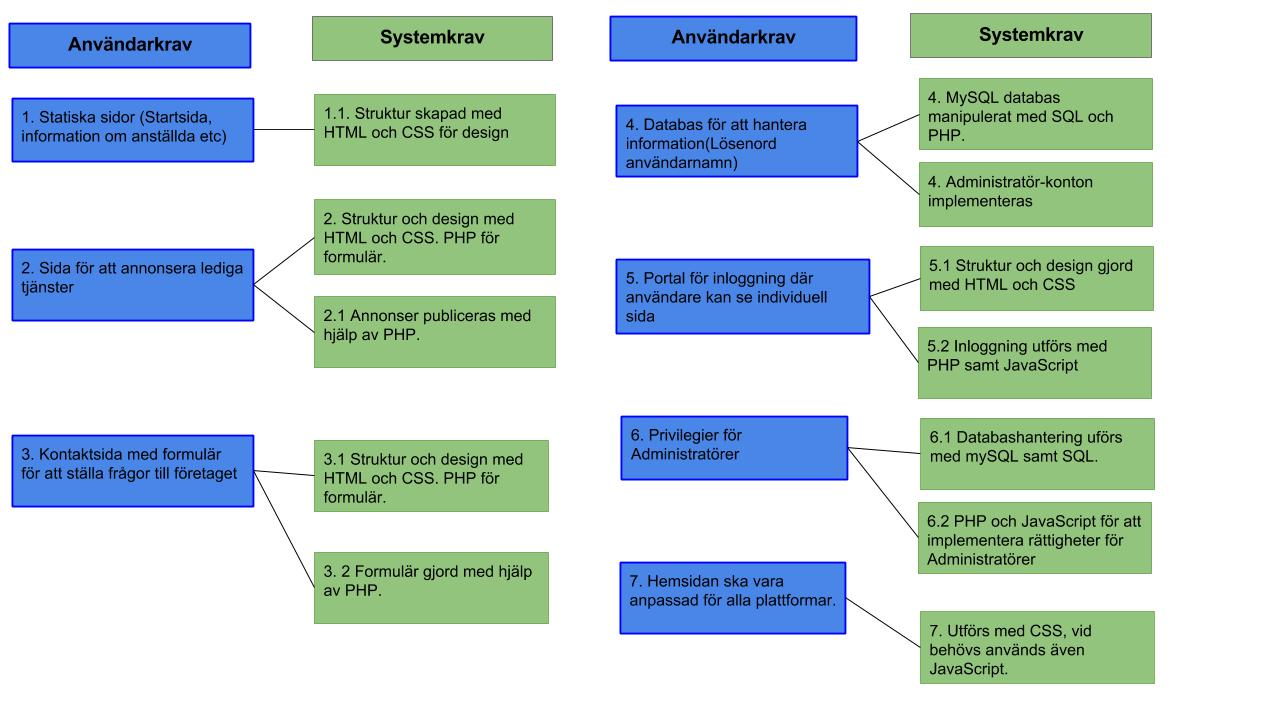 Användarkrav
Systemkrav
1. Statiska sidor (Startsida,
information om anställda etc)
1.1. Struktur skapad med
HTML och CSS för design
2. Sida för att annonsera lediga
tjänster
2. Struktur och design med
HTML och CSS. PHP för
formulär.
2.1 Annonser publiceras med
hjälp av PHP.
3. Kontaktsida med formulär
för att ställa frågor till företaget
3.1 Struktur och design med
HTML och CSS. PHP för
formulär.
3. 2 Formulär gjord med hjälp
av PHP.
Användarkrav
Systemkrav
4. Databas för att hantera
information(Lösenord
användarnamn)
4. MySQL databas
manipulerat med SQL och
PHP.
4. Administratör-konton
implementeras
5. Portal för inloggning där
användare kan se individuell
sida
5.1 Struktur och design gjord
med HTML och CSS
5.2 Inloggning utförs med
PHP samt JavaScript
6. Privilegier för
Administratörer
6.1 Databashantering uförs
med mySQL samt SQL.
6.2 PHP och JavaScript för att
implementera rättigheter för
Administratörer
7. Hemsidan ska vara
anpassad för alla plattformar.
7. Utförs med CSS, vid
behövs används även
JavaScript.